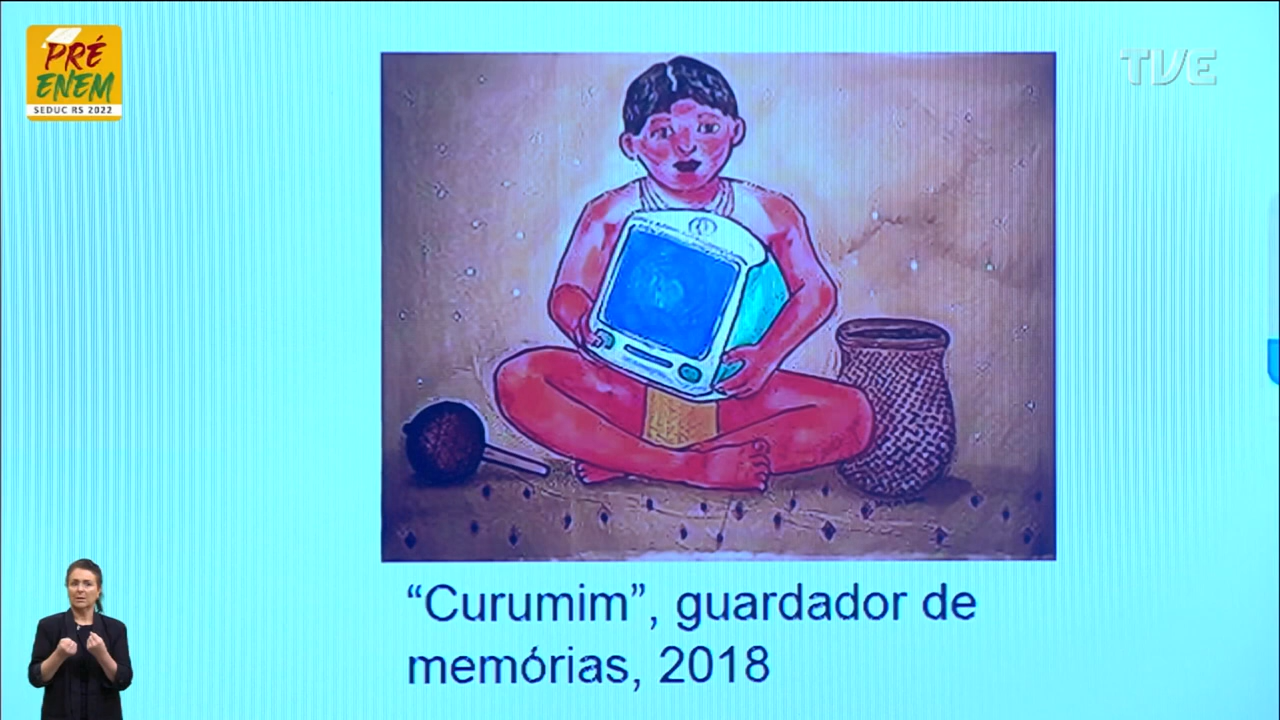 PRÉ
ENEM
SEDUC RS 2022
TVE
“Curumim”, guardador de
memórias, 2018